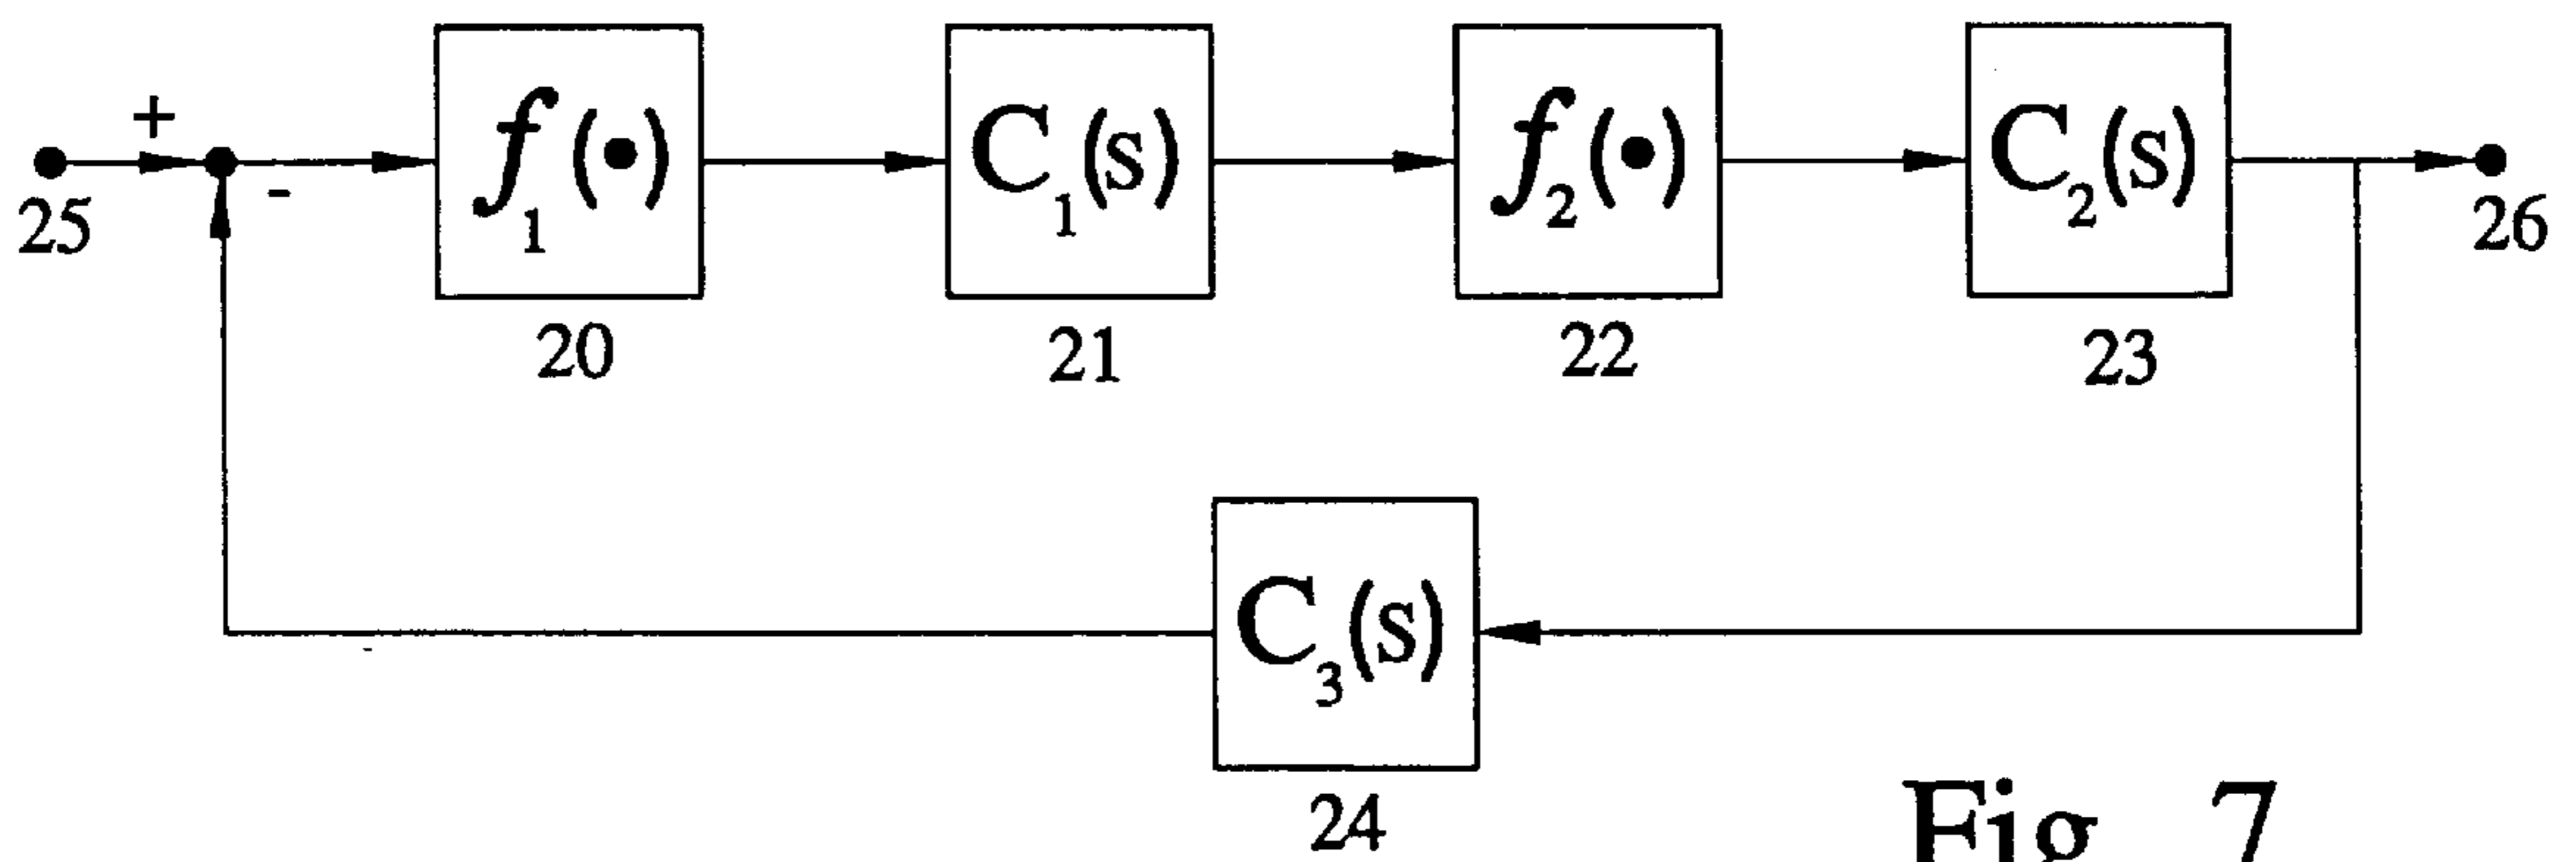 +
-
25
f₁(•)
20
C₁(s)
21
f₂(•)
22
C₂(s)
23
26
C₃(s)
24
Fig. 7